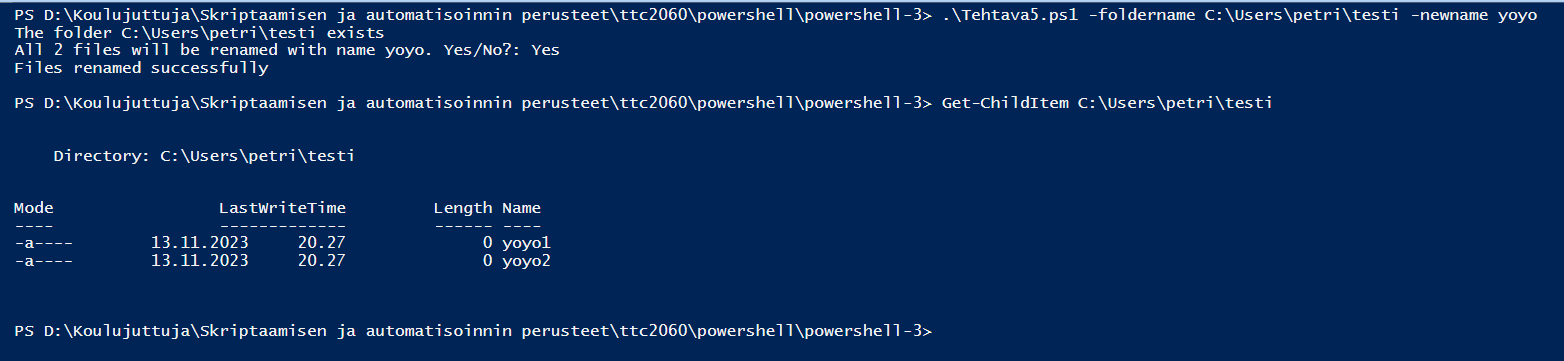 PS D:\Koulujuttuja\Skriptaamisen ja automatisoinnin perusteet\ttc2060\powershell\powershell-3> .\Tehtava5.ps1 -foldername C:\Users\petri\testi -newname yoyo
The folder C:\Users\petri\testi exists
All 2 files will be renamed with name yoyo. Yes/No?: Yes
Files renamed successfully
PS D:\Koulujuttuja\Skriptaamisen ja automatisoinnin perusteet\ttc2060\powershell\powershell-3> Get-ChildItem C:\Users\petri\testi
    Directory: C:\Users\petri\testi
Mode                 LastWriteTime         Length Name
----                 -------------         ------ ----
-a----        13.11.2023     20.27              0 yoyo1
-a----        13.11.2023     20.27              0 yoyo2
PS D:\Koulujuttuja\Skriptaamisen ja automatisoinnin perusteet\ttc2060\powershell\powershell-3>